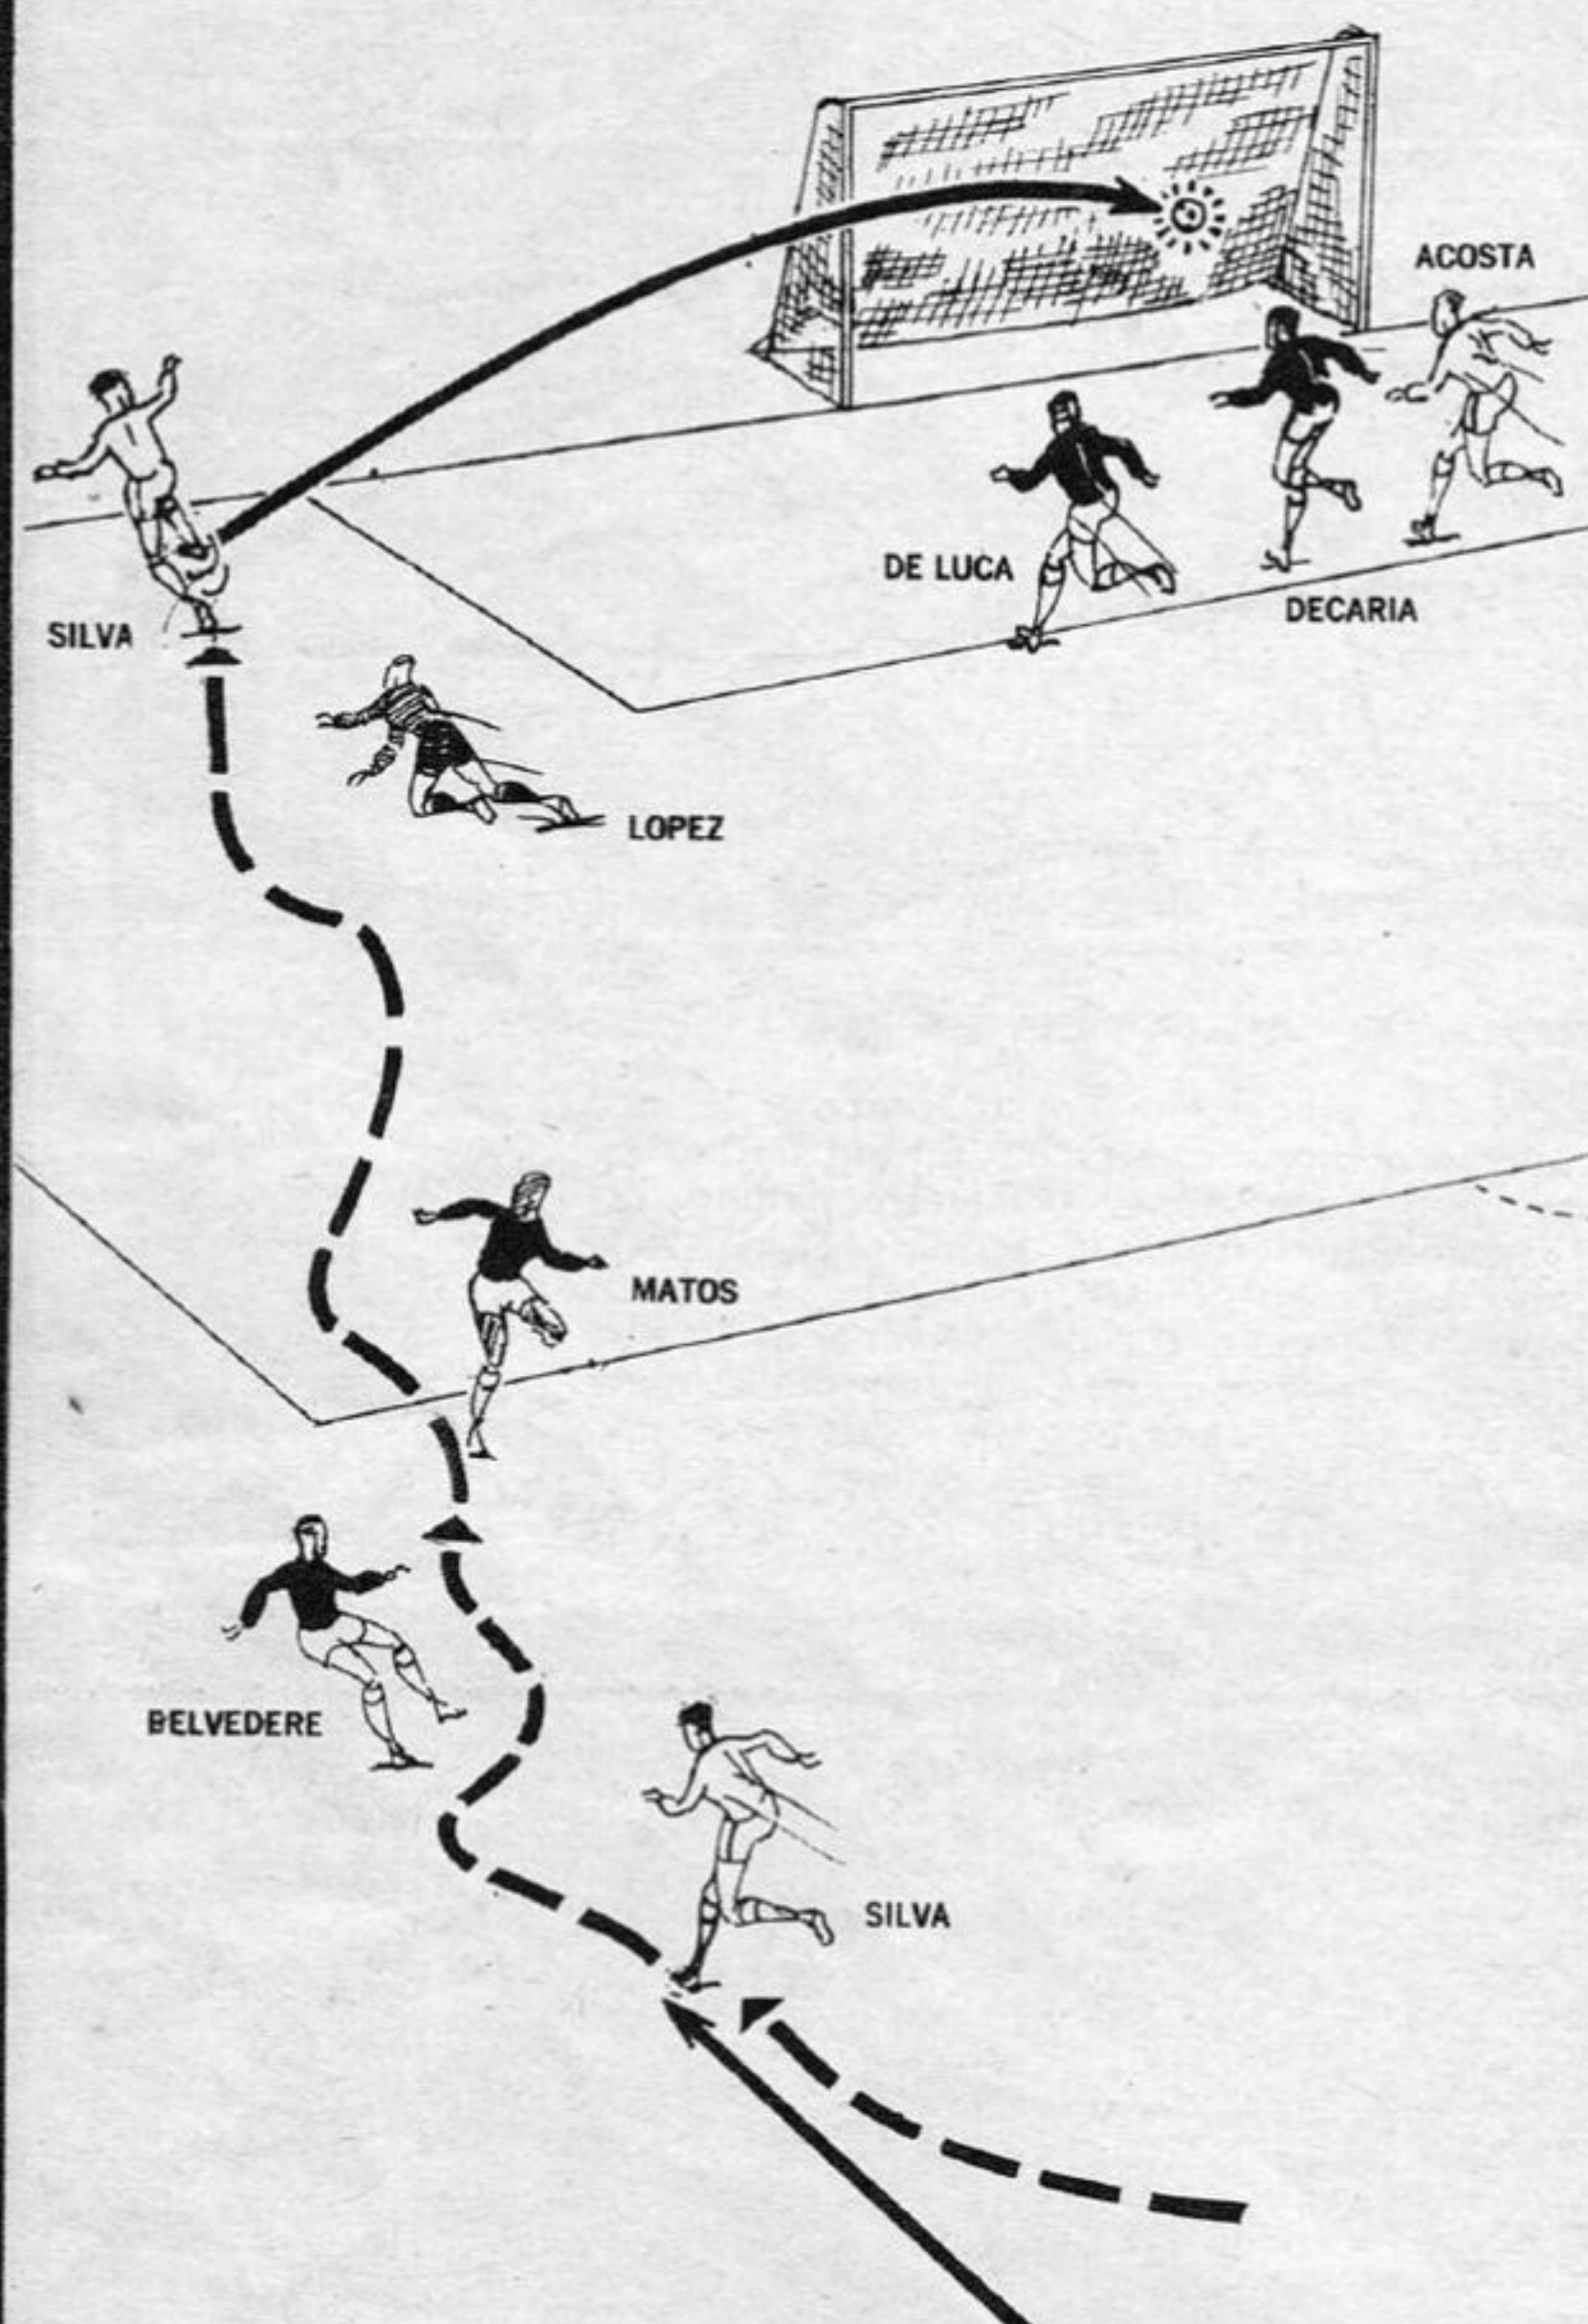 ACOSTA
DE LUCA
DECARIA
SILVA
LOPEZ
MATOS
BELVEDERE
SILVA